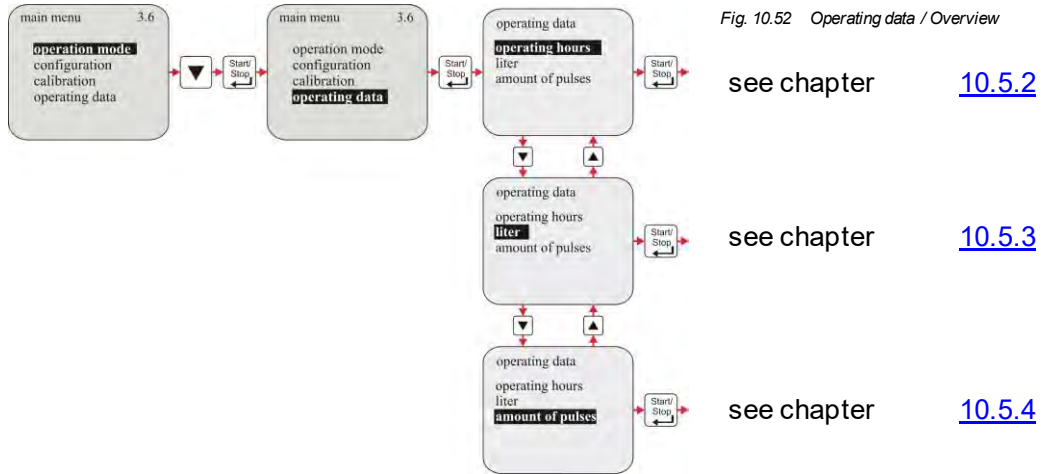 main menu 3.6
operation mode
configuration
calibration
operating data
▼
Start/
Stop
main menu 3.6
operation mode
configuration
calibration
operating data
Start/
Stop
operating data
operating hours
liter
amount of pulses
Start/
Stop
Fig. 10.52 Operating data / Overview
see chapter 10.5.2
▼ ▲
operating data
operating hours
liter
amount of pulses
Start/
Stop
see chapter 10.5.3
▼ ▲
operating data
operating hours
liter
amount of pulses
Start/
Stop
see chapter 10.5.4